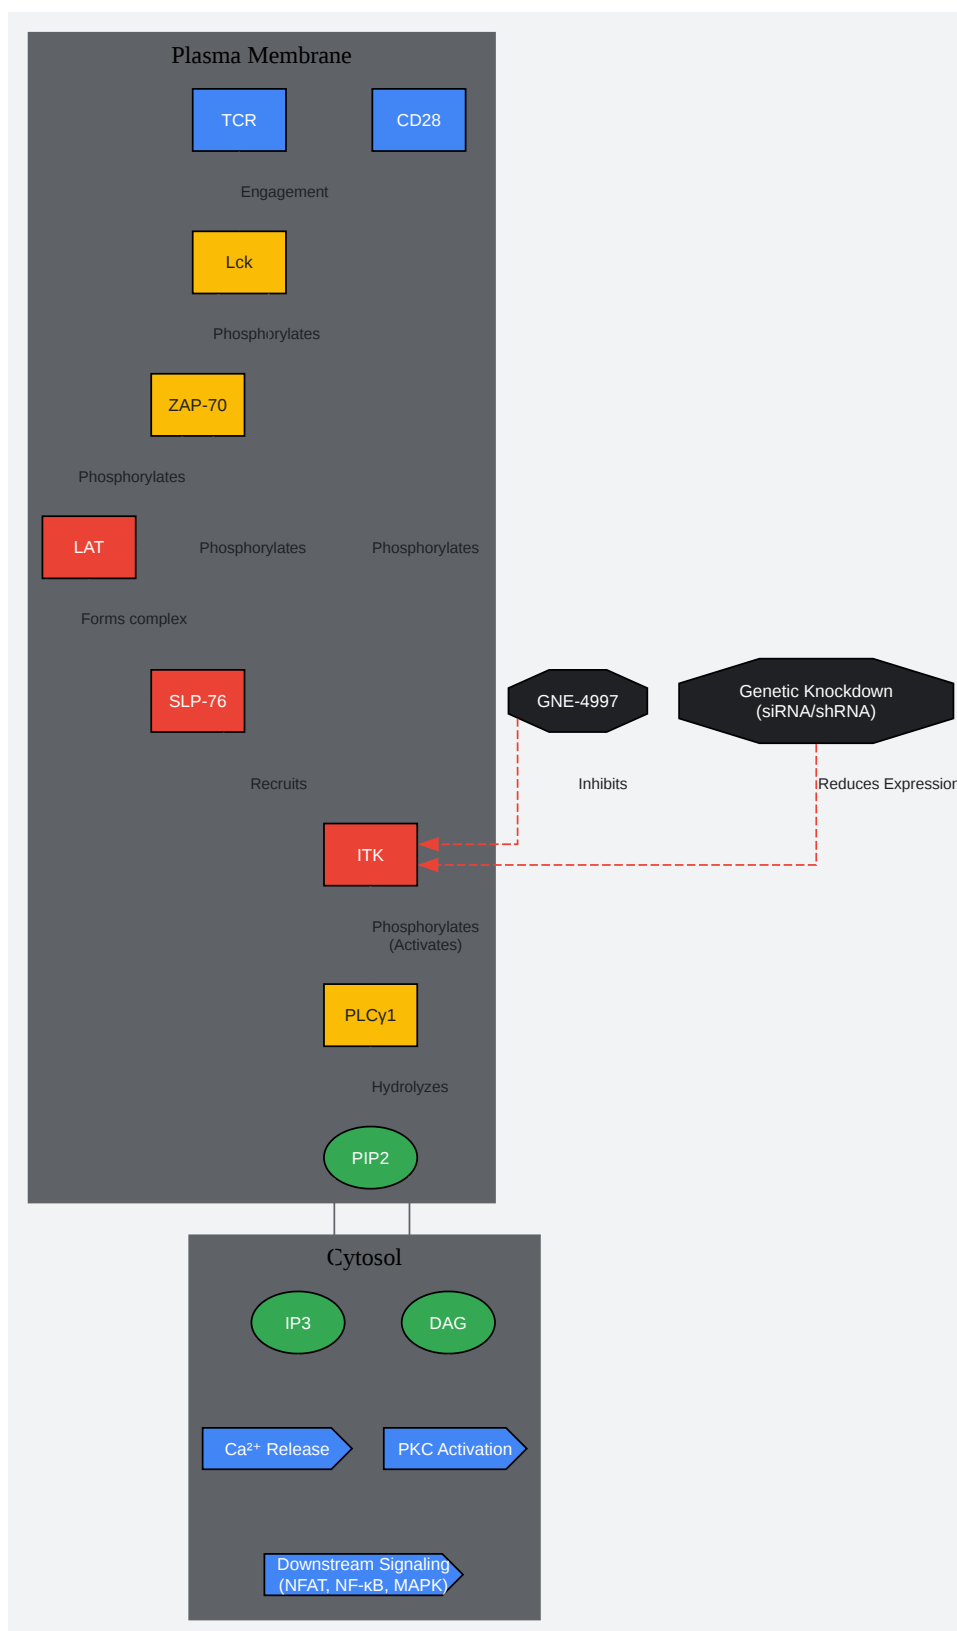 Plasma Membrane
TCR
CD28
Engagement
Lck
Phosphorylates
ZAP-70
Phosphorylates
LAT
Phosphorylates
Phosphorylates
Forms complex
SLP-76
GNE-4997
Genetic Knockdown
(siRNA/shRNA)
Recruits
Inhibits
Reduces Expression
ITK
Phosphorylates
(Activates)
PLCγ1
Hydrolyzes
PIP2
Cytosol
IP3
DAG
Ca²⁺ Release
PKC Activation
Downstream Signaling
(NFAT, NF-κB, MAPK)